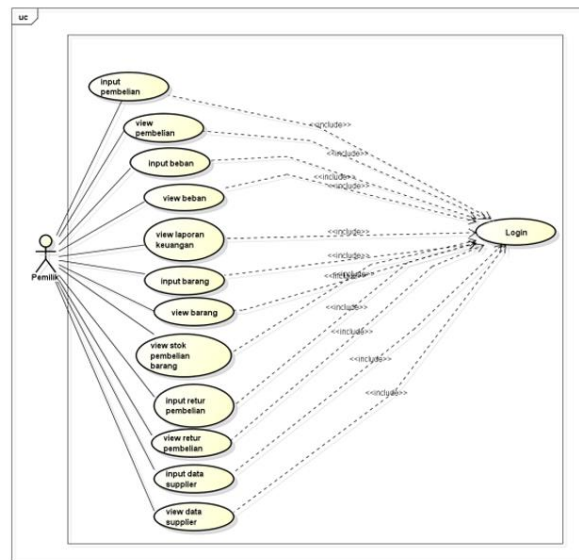 uc
input
pembelian
<<include>>
view
pembelian
<<include>>
input beban
<<include>>
view beban
<<include>>
view laporan
keuangan
<<include>>
Login
Pemilik
input barang
<<include>>
view barang
<<include>>
view stok
pembelian
barang
<<include>>
input retur
pembelian
<<include>>
view retur
pembelian
<<include>>
input data
supplier
<<include>>
view data
supplier
<<include>>